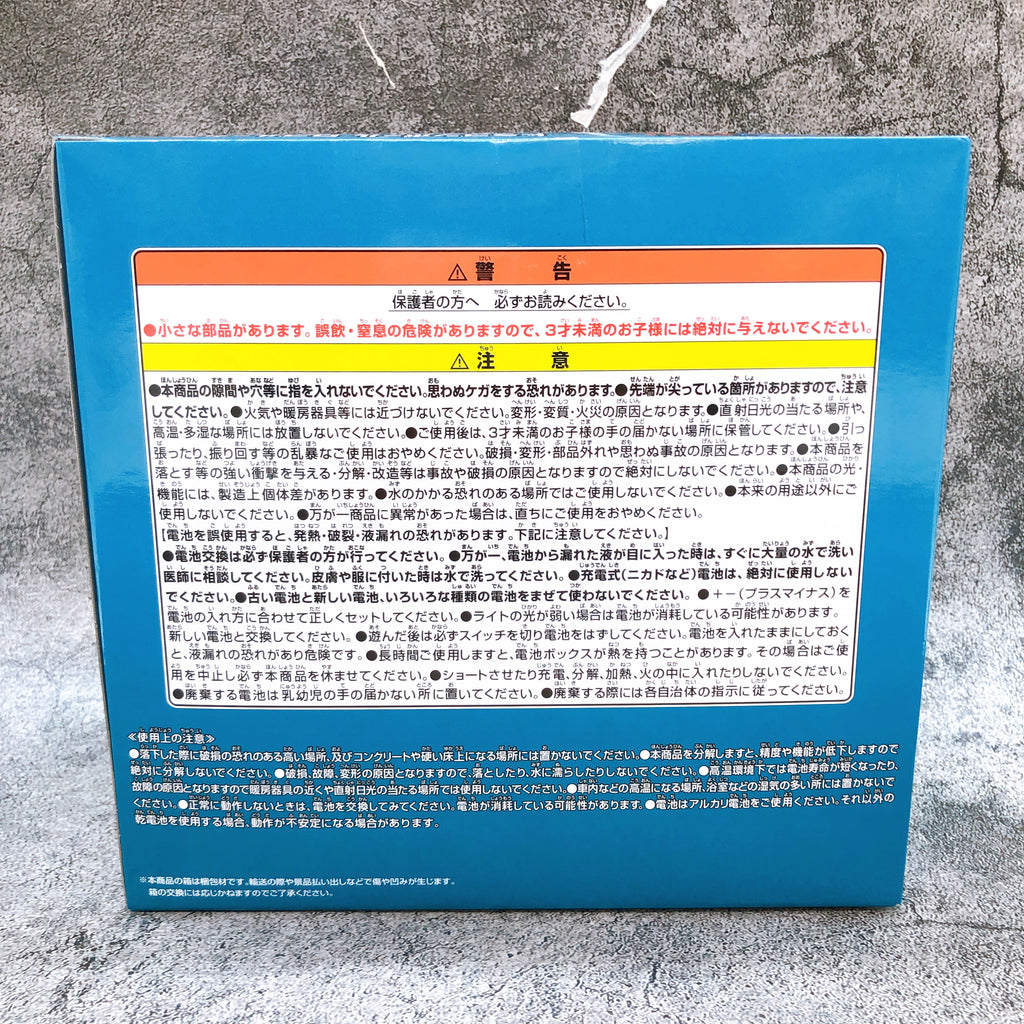 ⚠警告
保護者の方へ 必ずお読みください。
●小さな部品があります。誤飲・窒息の危険がありますので、3才未満のお子様には絶対に与えないでください。
⚠注意
●本商品の隙間や穴等に指を入れないでください。思わぬケガをする恐れがあります。●先端が尖っている箇所がありますので、注意
してください。●火気や暖房器具等には近づけないでください。変形・変質・火災の原因となります。●直射日光の当たる場所や、
高温・多湿な場所には放置しないでください。●ご使用後は、3才未満のお子様の手の届かない場所に保管してください。●引っ
張ったり、振り回す等の乱暴なご使用はおやめください。破損・変形・部品外れや思わぬ事故の原因となります。●本商品を
落とす等の強い衝撃を与える・分解・改造等は事故や破損の原因となりますので絶対にしないでください。●本商品の光・
機能には、製造上個体差があります。●水のかかる恐れのある場所ではご使用しないでください。●本来の用途以外にご
使用しないでください。●万が一商品に異常があった場合は、直ちにご使用をおやめください。
【電池を誤使用すると、発熱・破裂・液漏れの恐れがあります。下記に注意してください。】
●電池交換は必ず保護者の方が行ってください。●万が一、電池から漏れた液が目に入った時は、すぐに大量の水で洗い
医師に相談してください。皮膚や服に付いた時は水で洗ってください。●充電式(ニカドなど)電池は、絶対に使用しない
でください。●古い電池と新しい電池、いろいろな種類の電池をまぜて使わないでください。●+-(プラスマイナス)を
電池の入れ方に合わせて正しくセットしてください。●ライトの光が弱い場合は電池が消耗している可能性があります。
新しい電池と交換してください。●遊んだ後は必ずスイッチを切り電池をはずしてください。電池を入れたままにしておく
と、液漏れの恐れがあり危険です。●長時間ご使用しますと、電池ボックスが熱を持つことがあります。その場合はご使
用を中止し必ず本商品を休ませてください。●ショートさせたり充電、分解、加熱、火の中に入れたりしないでください。
●廃棄する電池は乳幼児の手の届かない所に置いてください。●廃棄する際には各自治体の指示に従ってください。
≪使用上の注意≫
●落下した際に破損の恐れのある高い場所、及びコンクリートや硬い床上になる場所には置かないでください。●本商品を分解しますと、精度や機能が低下しますので
絶対に分解しないでください。●破損、故障、変形の原因となりますので、落としたり、水に濡らしたりしないでください。●高温環境下では電池寿命が短くなったり、
故障の原因となりますので暖房器具の近くや直射日光の当たる場所では使用しないでください。●車内などの高温になる場所、浴室などの湿気の多い所には置かないで
ください。●正常に動作しないときは、電池を交換してみてください。電池が消耗している可能性があります。●電池はアルカリ電池をご使用ください。それ以外の
乾電池を使用する場合、動作が不安定になる場合があります。
※本商品の箱は梱包材です。輸送の際や景品払い出しなどで傷や凹みが生じます。
箱の交換には応じかねますのでご了承ください。